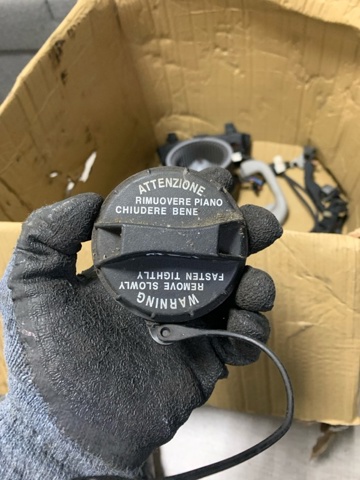 ATTENZIONE
RIMUOVERE PIANO
CHIUDERE BENE
WARNING
REMOVE SLOWLY
FASTEN TIGHTLY